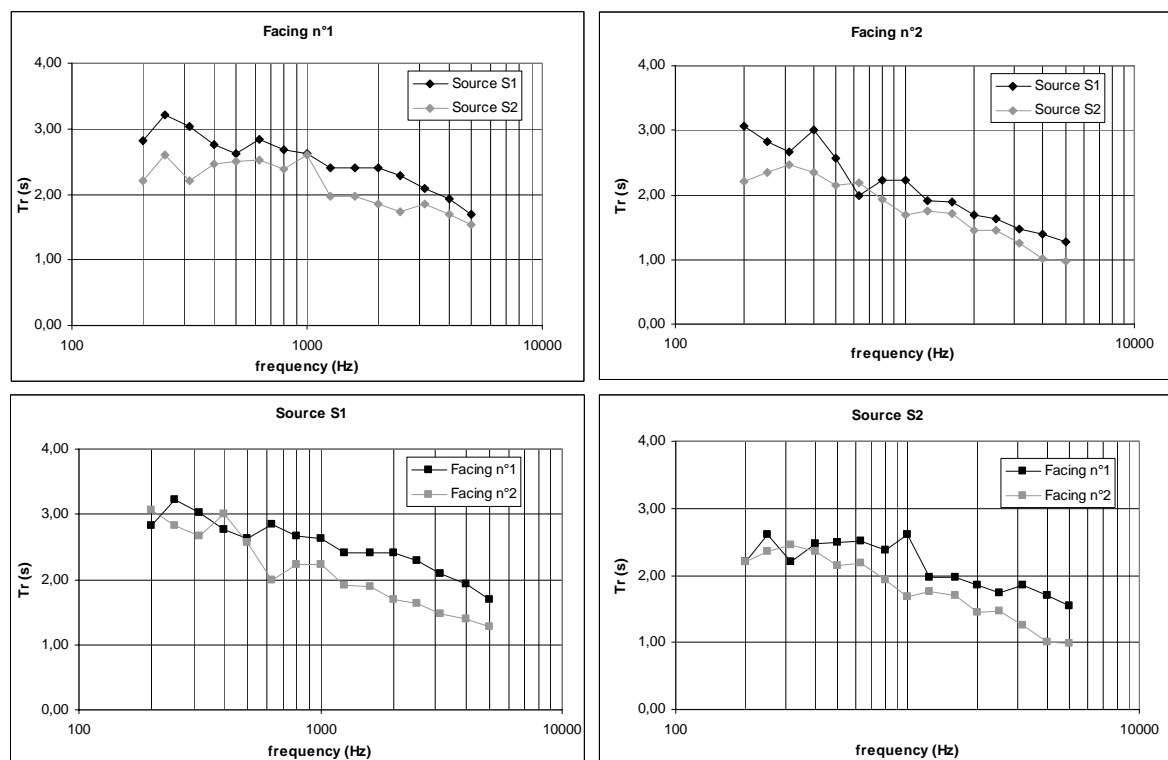 Facing n°1
4,00
3,00
2,00
1,00
0,00
Tr (s)
100
1000
10000
frequency (Hz)
Source S1
Source S2
Facing n°2
4,00
3,00
2,00
1,00
0,00
Tr (s)
100
1000
10000
frequency (Hz)
Source S1
Source S2
Source S1
4,00
3,00
2,00
1,00
0,00
Tr (s)
100
1000
10000
frequency (Hz)
Facing n°1
Facing n°2
Source S2
4,00
3,00
2,00
1,00
0,00
Tr (s)
100
1000
10000
frequency (Hz)
Facing n°1
Facing n°2